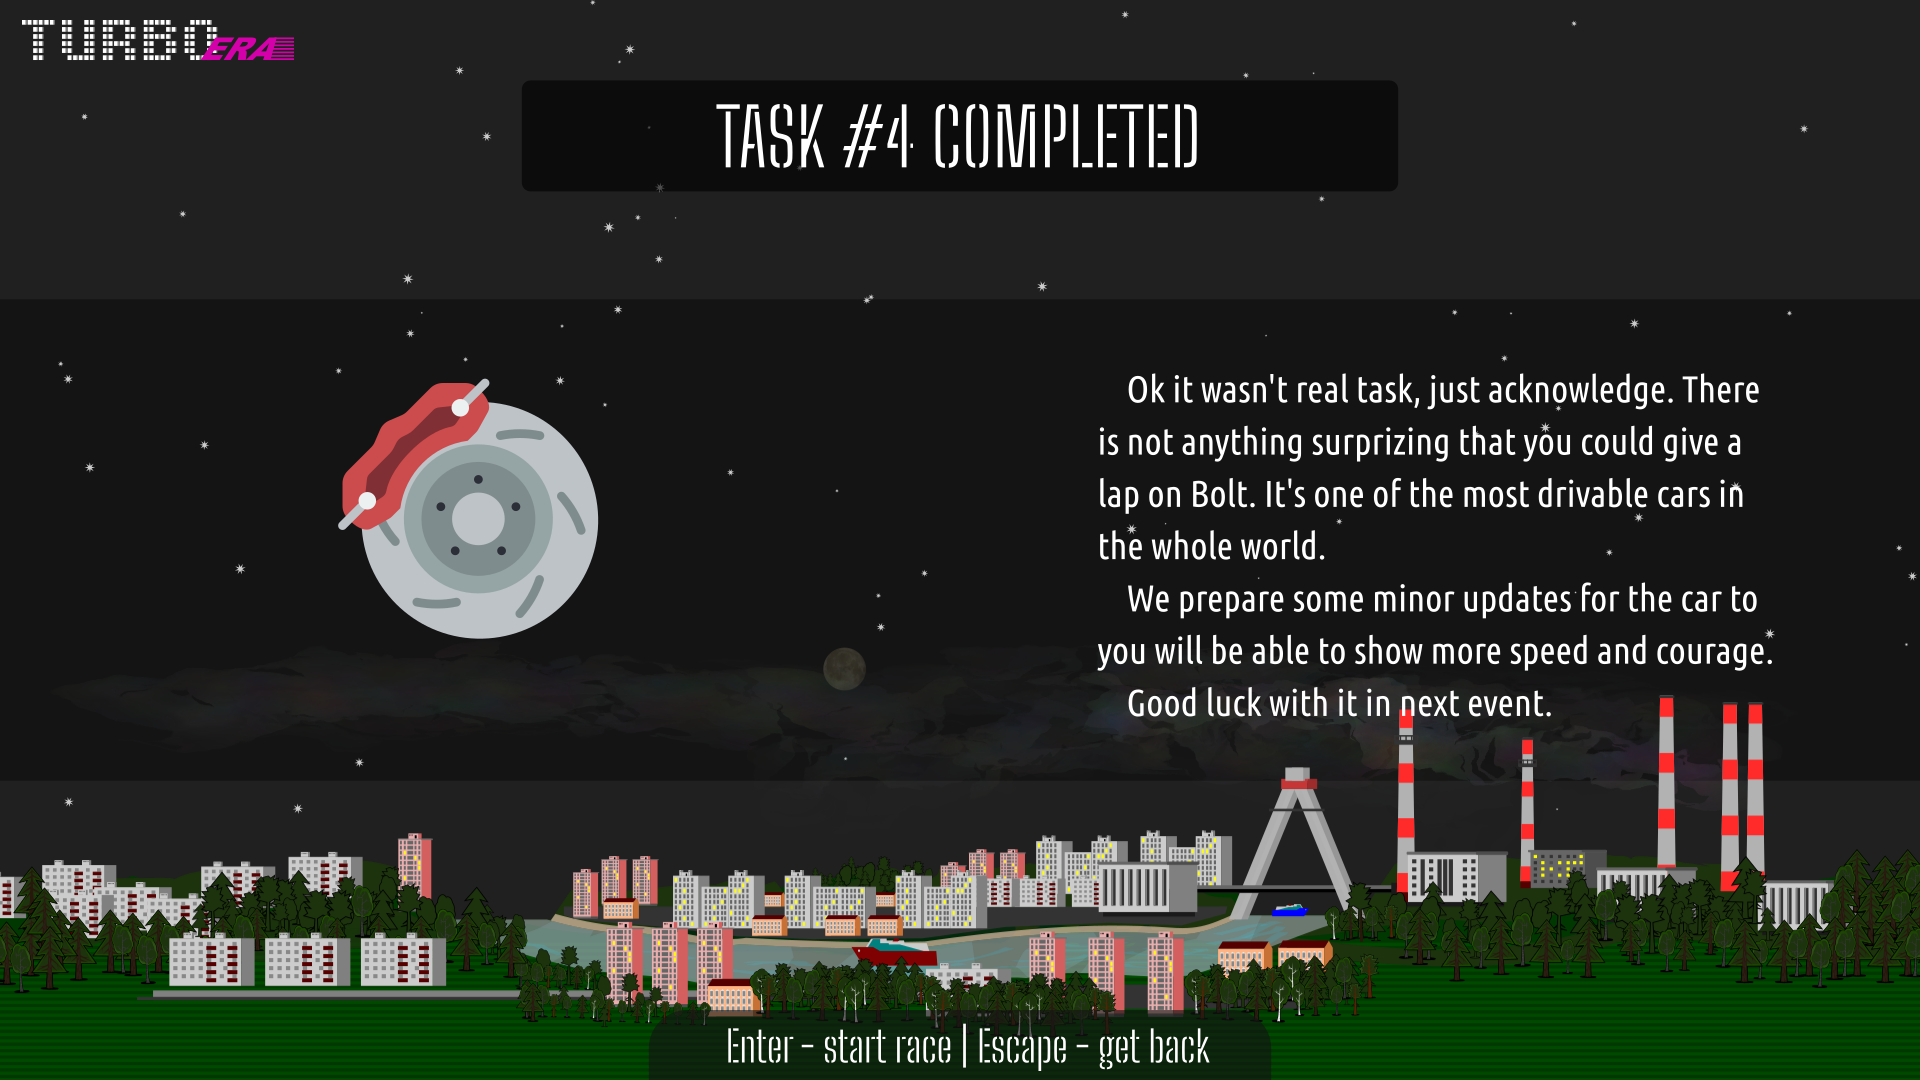 TURBO ERA
TASK #4 COMPLETED
Ok it wasn't real task, just acknowledge. There
is not anything surprizing that you could give a
lap on Bolt. It's one of the most drivable cars in
the whole world.
We prepare some minor updates for the car to
you will be able to show more speed and courage.
Good luck with it in next event.
Enter - start race | Escape - get back